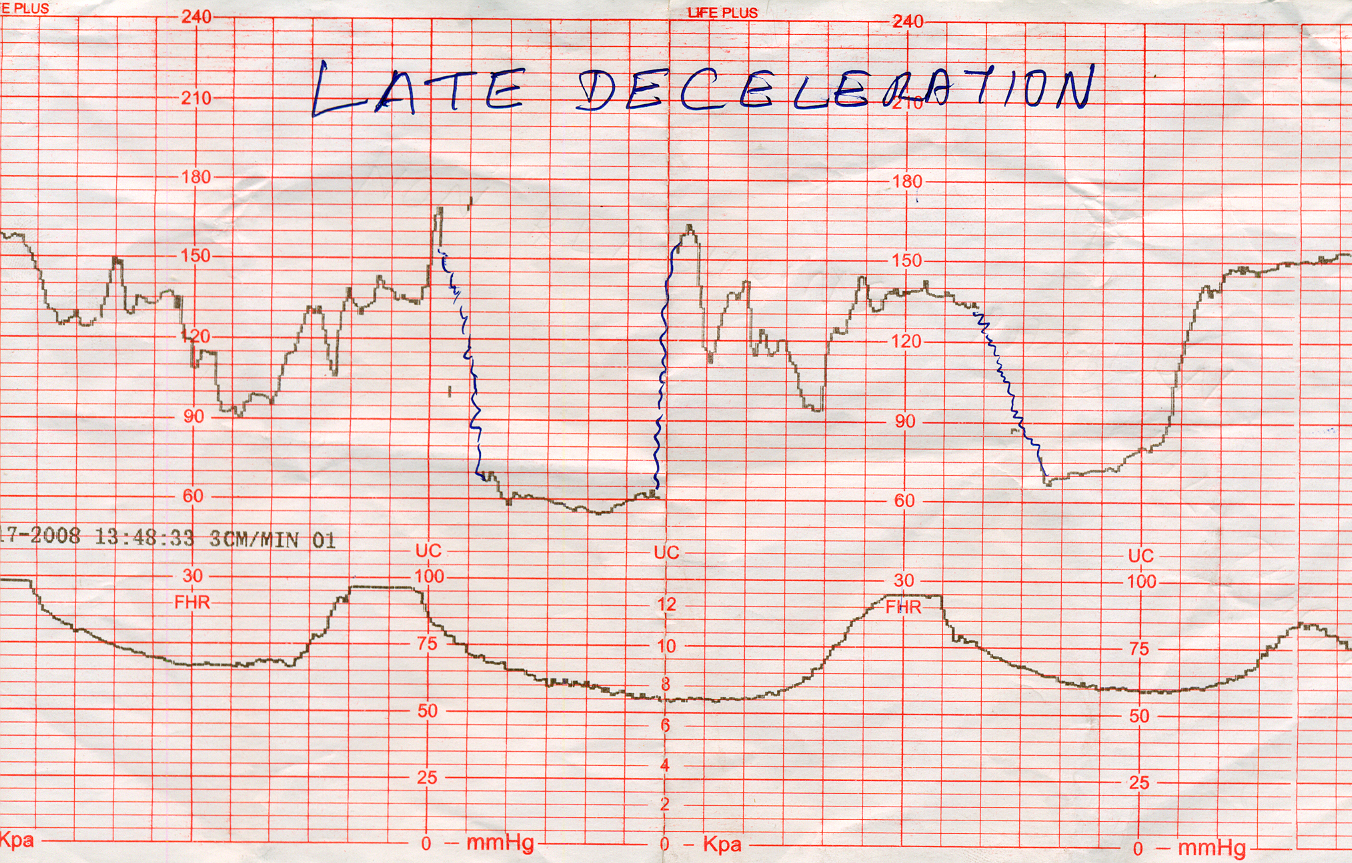 LIFE PLUS
240 240
LATE DECELERATION
210 210
180 180
150 150
120 120
90 90
60 60
17-2008 13:48:33 3CM/MIN 01
UC UC UC
30 100 30 100
FHR 12 FHR
75 10 75
8
50 6 50
4
25 25
2
Kpa 0 mmHg 0 Kpa 0 mmHg